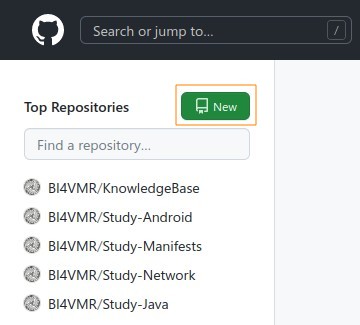 Search or jump to... /
Top Repositories New
Find a repository...
BI4VMR/KnowledgeBase
BI4VMR/Study-Android
BI4VMR/Study-Manifests
BI4VMR/Study-Network
BI4VMR/Study-Java